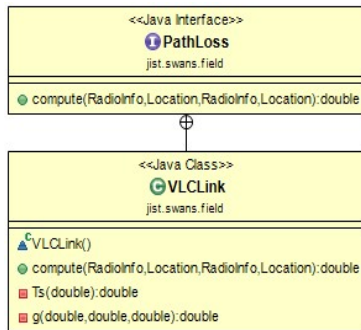 <<Java Interface>>
PathLoss
jist.swans.field
compute(RadioInfo,Location,RadioInfo,Location):double
<<Java Class>>
VLCLink
jist.swans.field
VLCLink()
compute(RadioInfo,Location,RadioInfo,Location):double
Ts(double):double
g(double,double,double):double